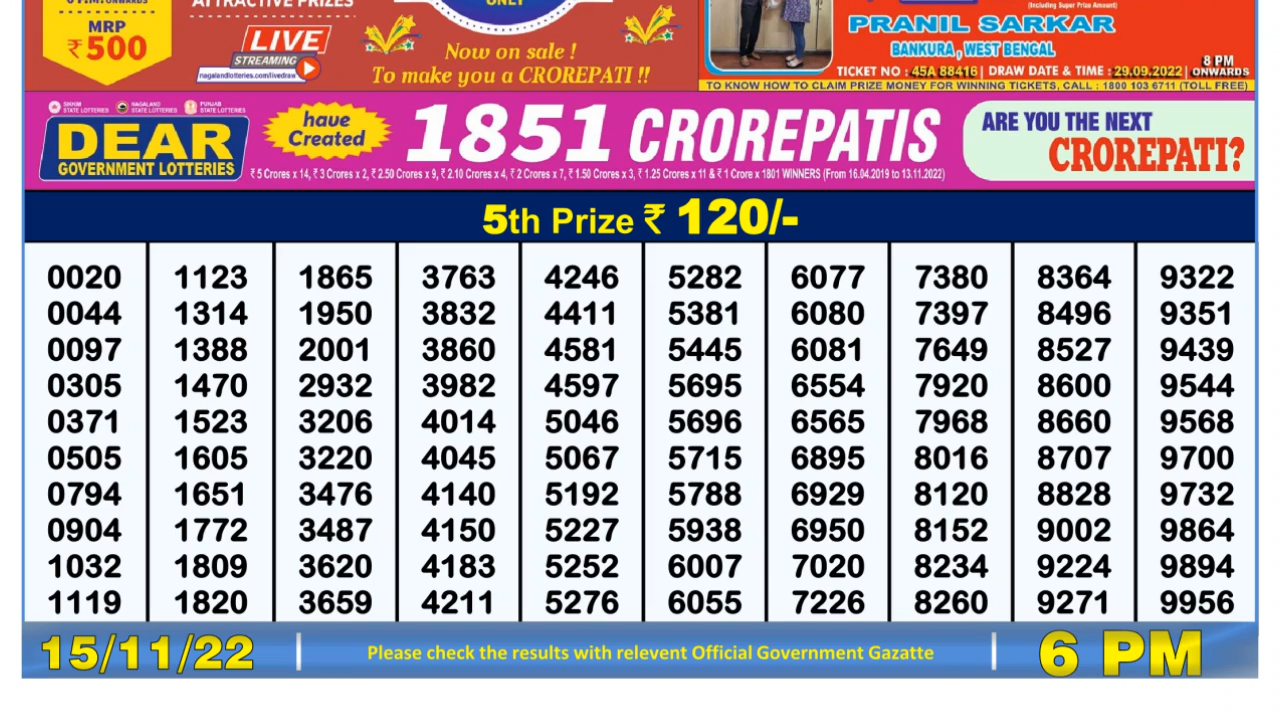 6 P.M. ONWARDS
MRP
₹500
ATTRACTIVE PRIZES
LIVE
STREAMING
nagalandlotteries.com/livedraw
ONLY
Now on sale !
To make you a CROREPATI !!
(Including Super Prize Amount)
PRANIL SARKAR
BANKURA, WEST BENGAL
TICKET NO : 45A 88416 | DRAW DATE & TIME : 29.09.2022 | 8 PM ONWARDS
TO KNOW HOW TO CLAIM PRIZE MONEY FOR WINNING TICKETS, CALL : 1800 103 6711 (TOLL FREE)
SIKKIM STATE LOTTERIES NAGALAND STATE LOTTERIES PUNJAB STATE LOTTERIES
DEAR
GOVERNMENT LOTTERIES
have
Created
1851 CROREPATIS
₹ 5 Crores x 14, ₹ 3 Crores x 2, ₹ 2.50 Crores x 9, ₹ 2.10 Crores x 4, ₹ 2 Crores x 7, ₹ 1.50 Crores x 3, ₹ 1.25 Crores x 11 & ₹ 1 Crore x 1801 WINNERS (From 16.04.2019 to 13.11.2022)
ARE YOU THE NEXT
CROREPATI?
5th Prize ₹ 120/-
0020 1123 1865 3763 4246 5282 6077 7380 8364 9322
0044 1314 1950 3832 4411 5381 6080 7397 8496 9351
0097 1388 2001 3860 4581 5445 6081 7649 8527 9439
0305 1470 2932 3982 4597 5695 6554 7920 8600 9544
0371 1523 3206 4014 5046 5696 6565 7968 8660 9568
0505 1605 3220 4045 5067 5715 6895 8016 8707 9700
0794 1651 3476 4140 5192 5788 6929 8120 8828 9732
0904 1772 3487 4150 5227 5938 6950 8152 9002 9864
1032 1809 3620 4183 5252 6007 7020 8234 9224 9894
1119 1820 3659 4211 5276 6055 7226 8260 9271 9956
15/11/22 | Please check the results with relevent Official Government Gazatte | 6 PM